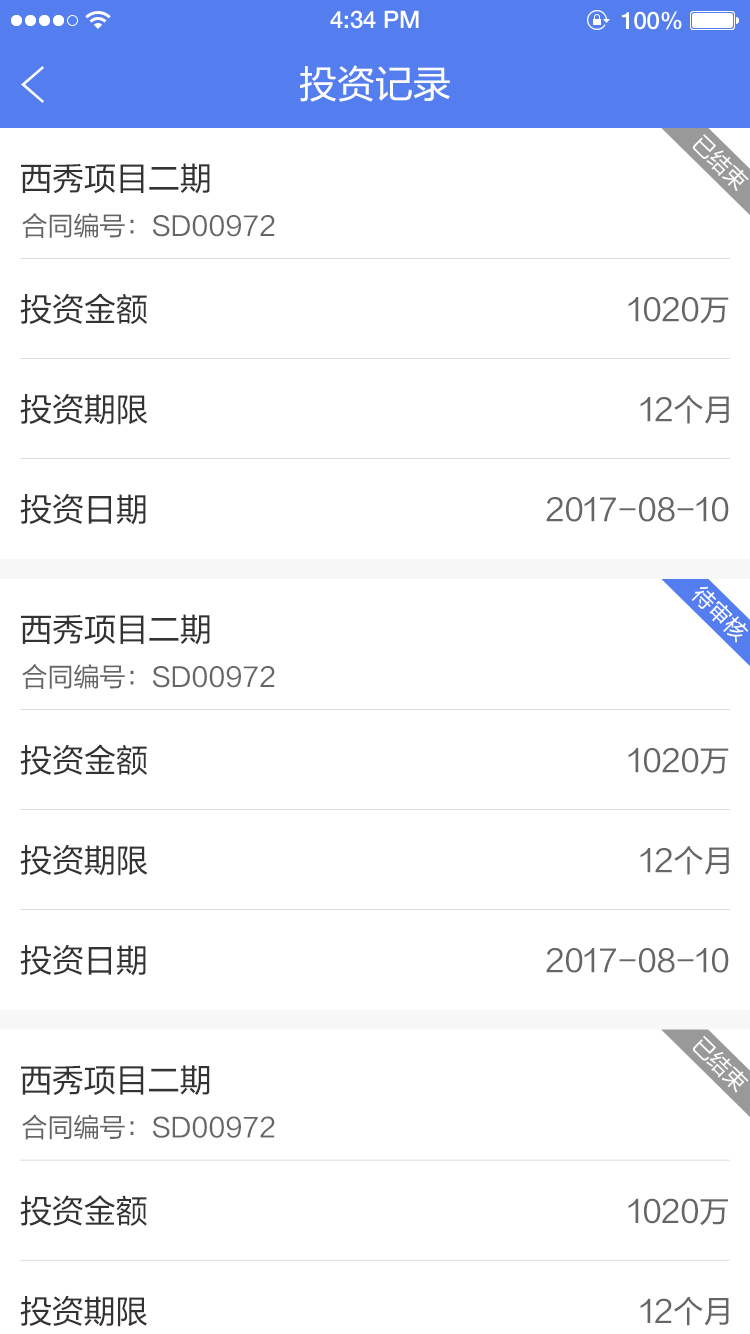 4:34 PM
100%
投资记录
已结束
西秀项目二期
合同编号：SD00972
投资金额 1020万
投资期限 12个月
投资日期 2017-08-10
待审核
西秀项目二期
合同编号：SD00972
投资金额 1020万
投资期限 12个月
投资日期 2017-08-10
已结束
西秀项目二期
合同编号：SD00972
投资金额 1020万
投资期限 12个月